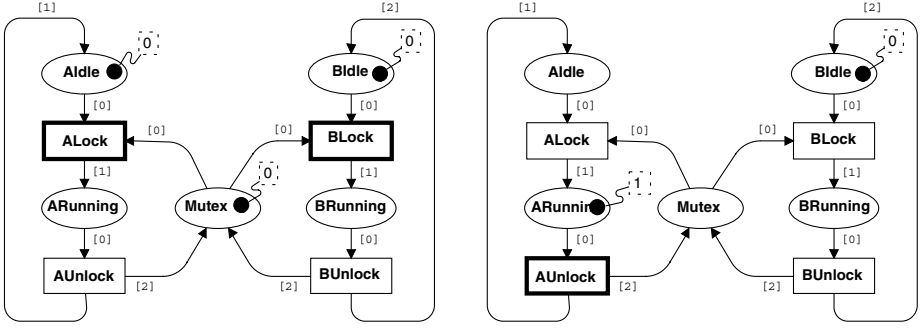 [1] [2] [1] [2]
0 0 0
AIdle BIdle AIdle BIdle
[0] [0] [0] [0]
ALock [0] [0] BLock ALock [0] [0] BLock
[1] [1] [1] [1]
0 1
ARunning Mutex BRunning ARunning Mutex BRunning
[0] [0] [0] [0]
AUnlock [2] [2] BUnlock AUnlock [2] [2] BUnlock